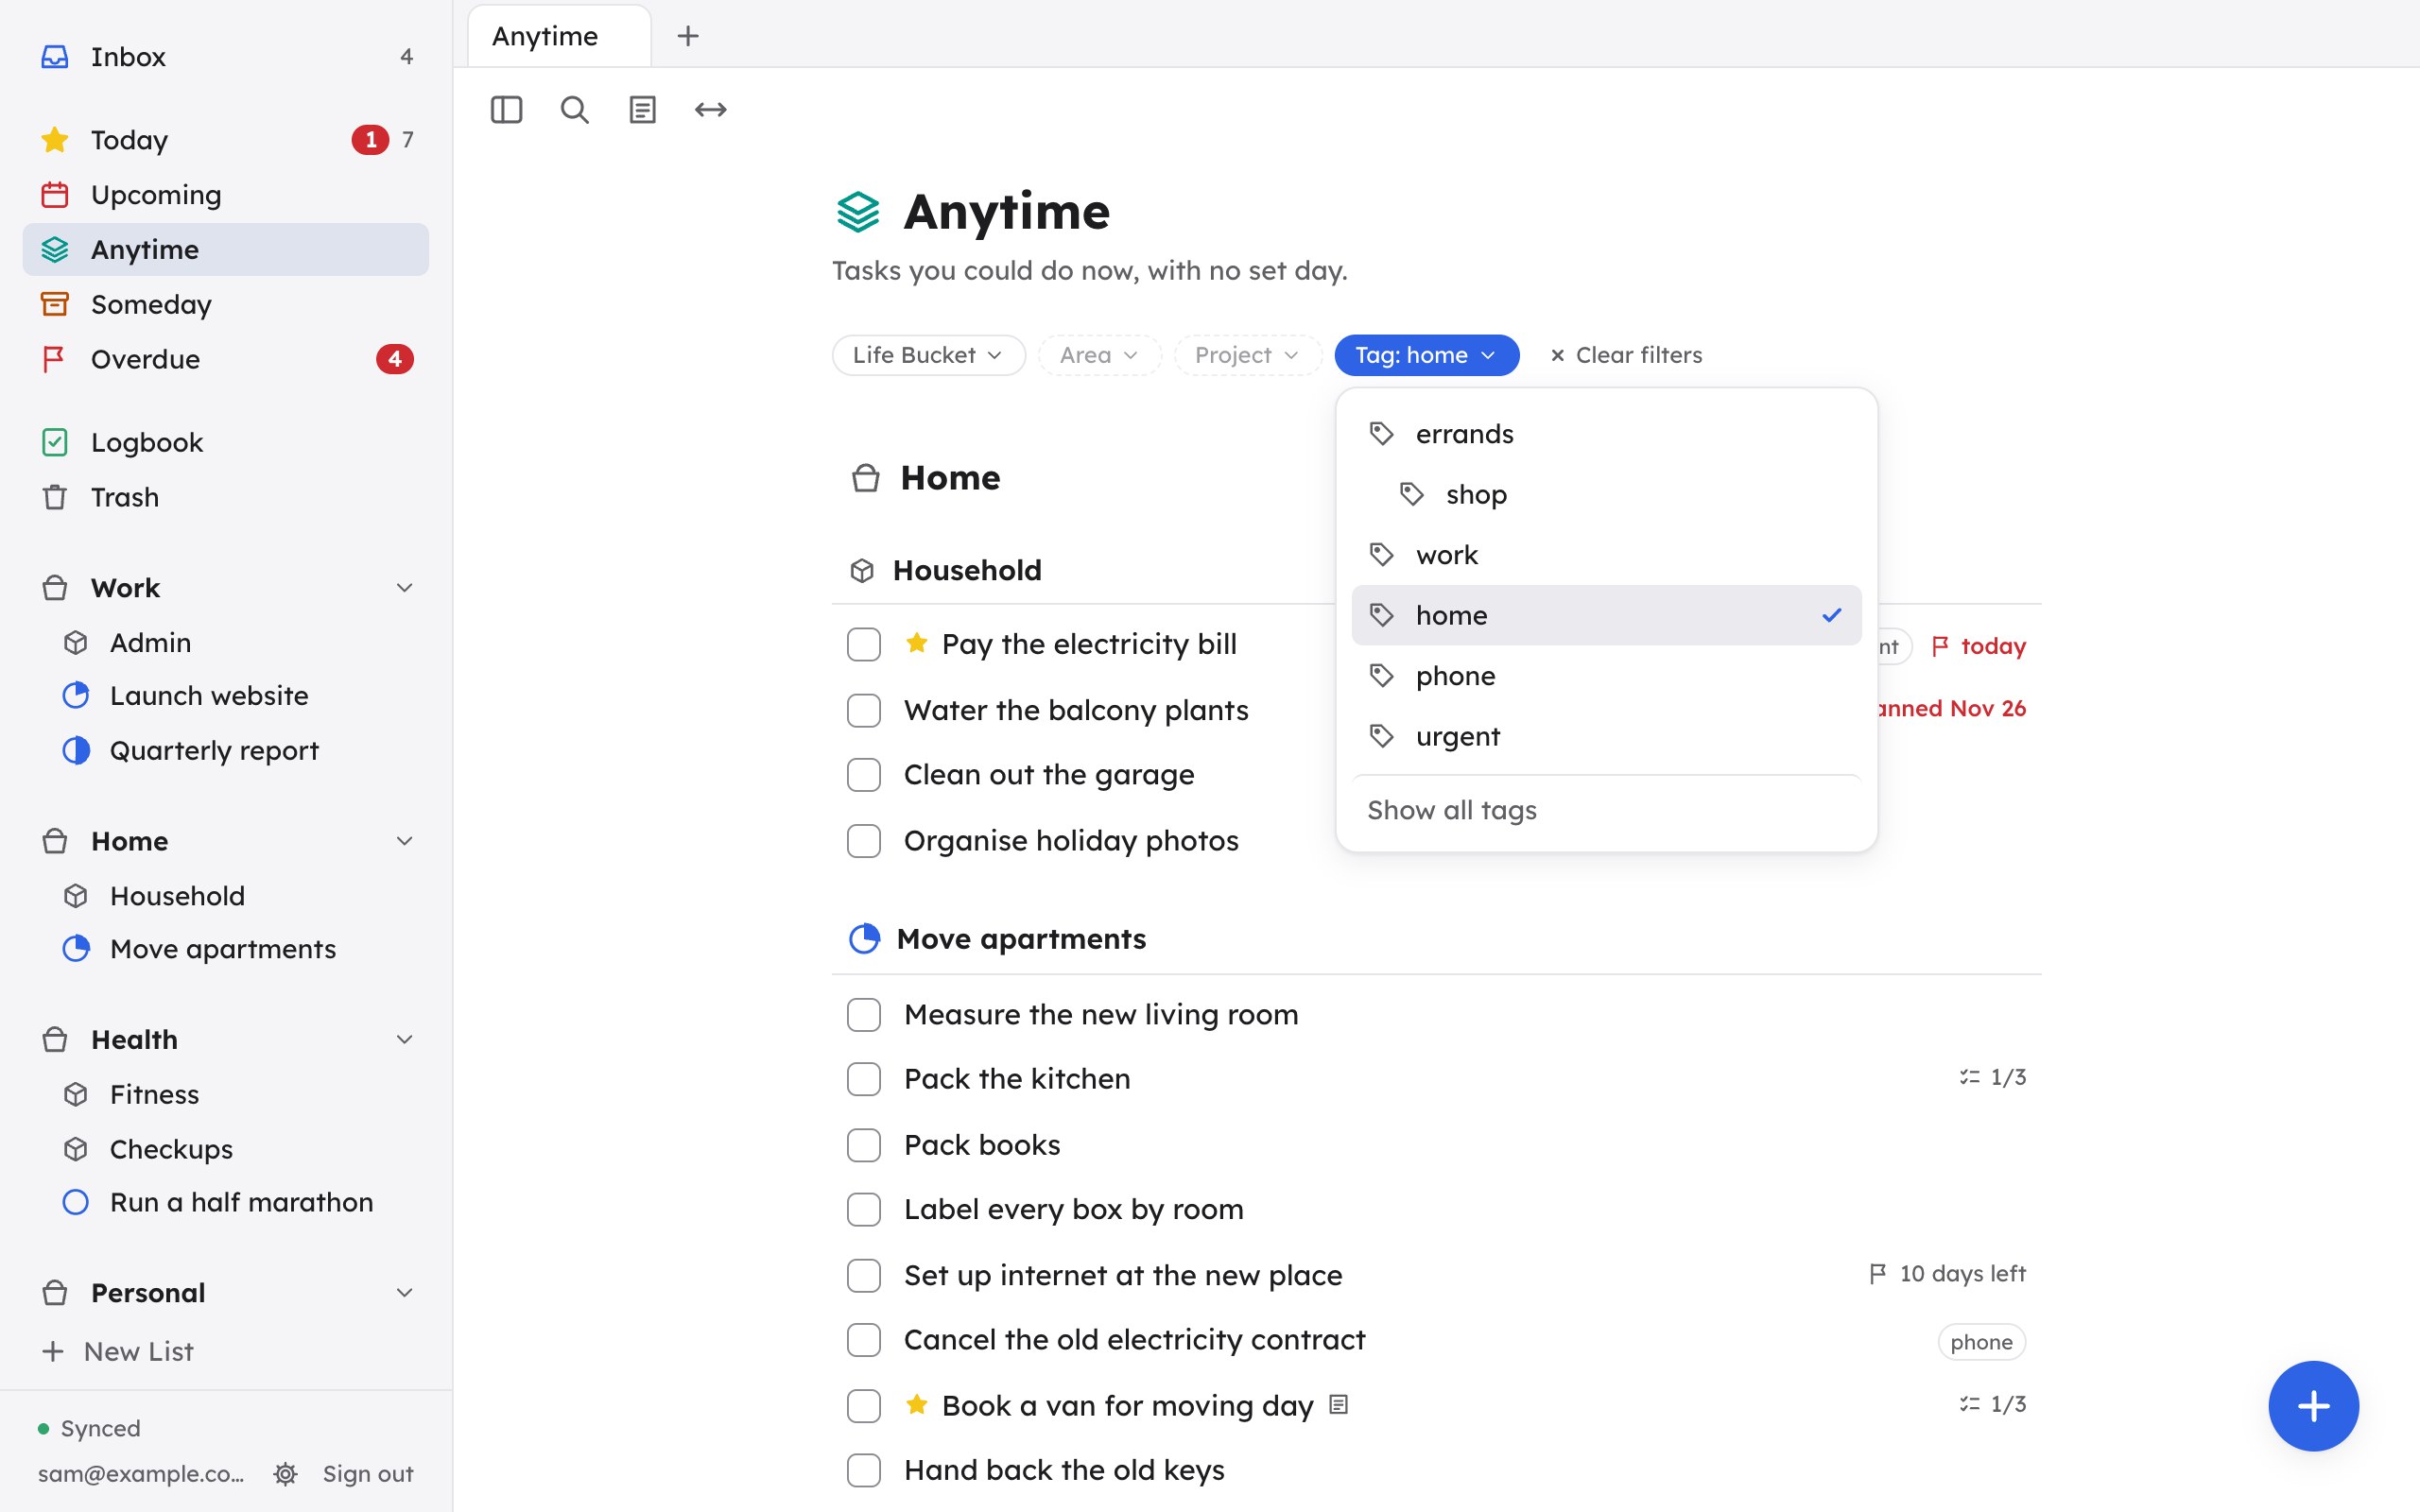 Inbox 4
Today 1 7
Upcoming
Anytime
Someday
Overdue 4
Logbook
Trash
Work
Admin
Launch website
Quarterly report
Home
Household
Move apartments
Health
Fitness
Checkups
Run a half marathon
Personal
New List
Synced
sam@example.co...
Sign out
Anytime
Anytime
Tasks you could do now, with no set day.
Life Bucket Area Project Tag: home Clear filters
errands
shop
work
home
phone
urgent
Show all tags
Home
Household
Pay the electricity bill nt today
Water the balcony plants anned Nov 26
Clean out the garage
Organise holiday photos
Move apartments
Measure the new living room
Pack the kitchen 1/3
Pack books
Label every box by room
Set up internet at the new place 10 days left
Cancel the old electricity contract phone
Book a van for moving day 1/3
Hand back the old keys